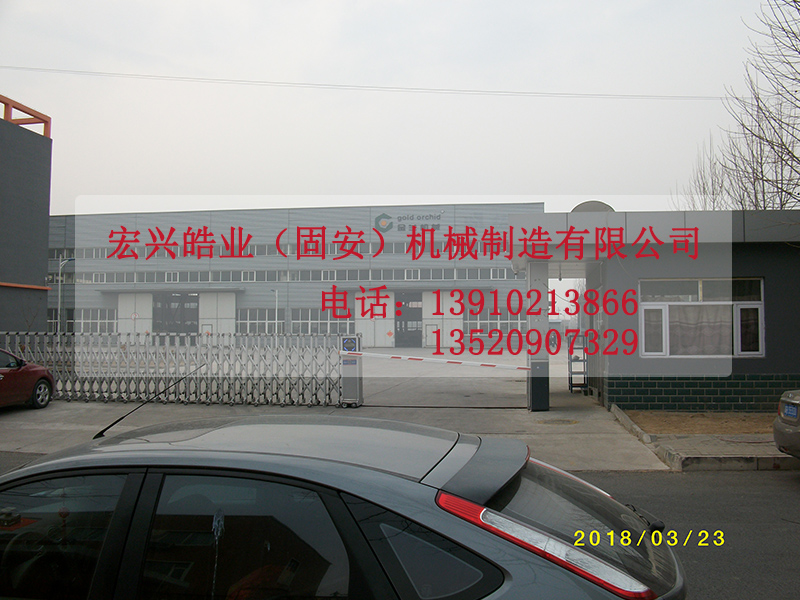 gold orchid
宏兴皓业（固安）机械制造有限公司
电话：13910213866
13520907329
2018/03/23